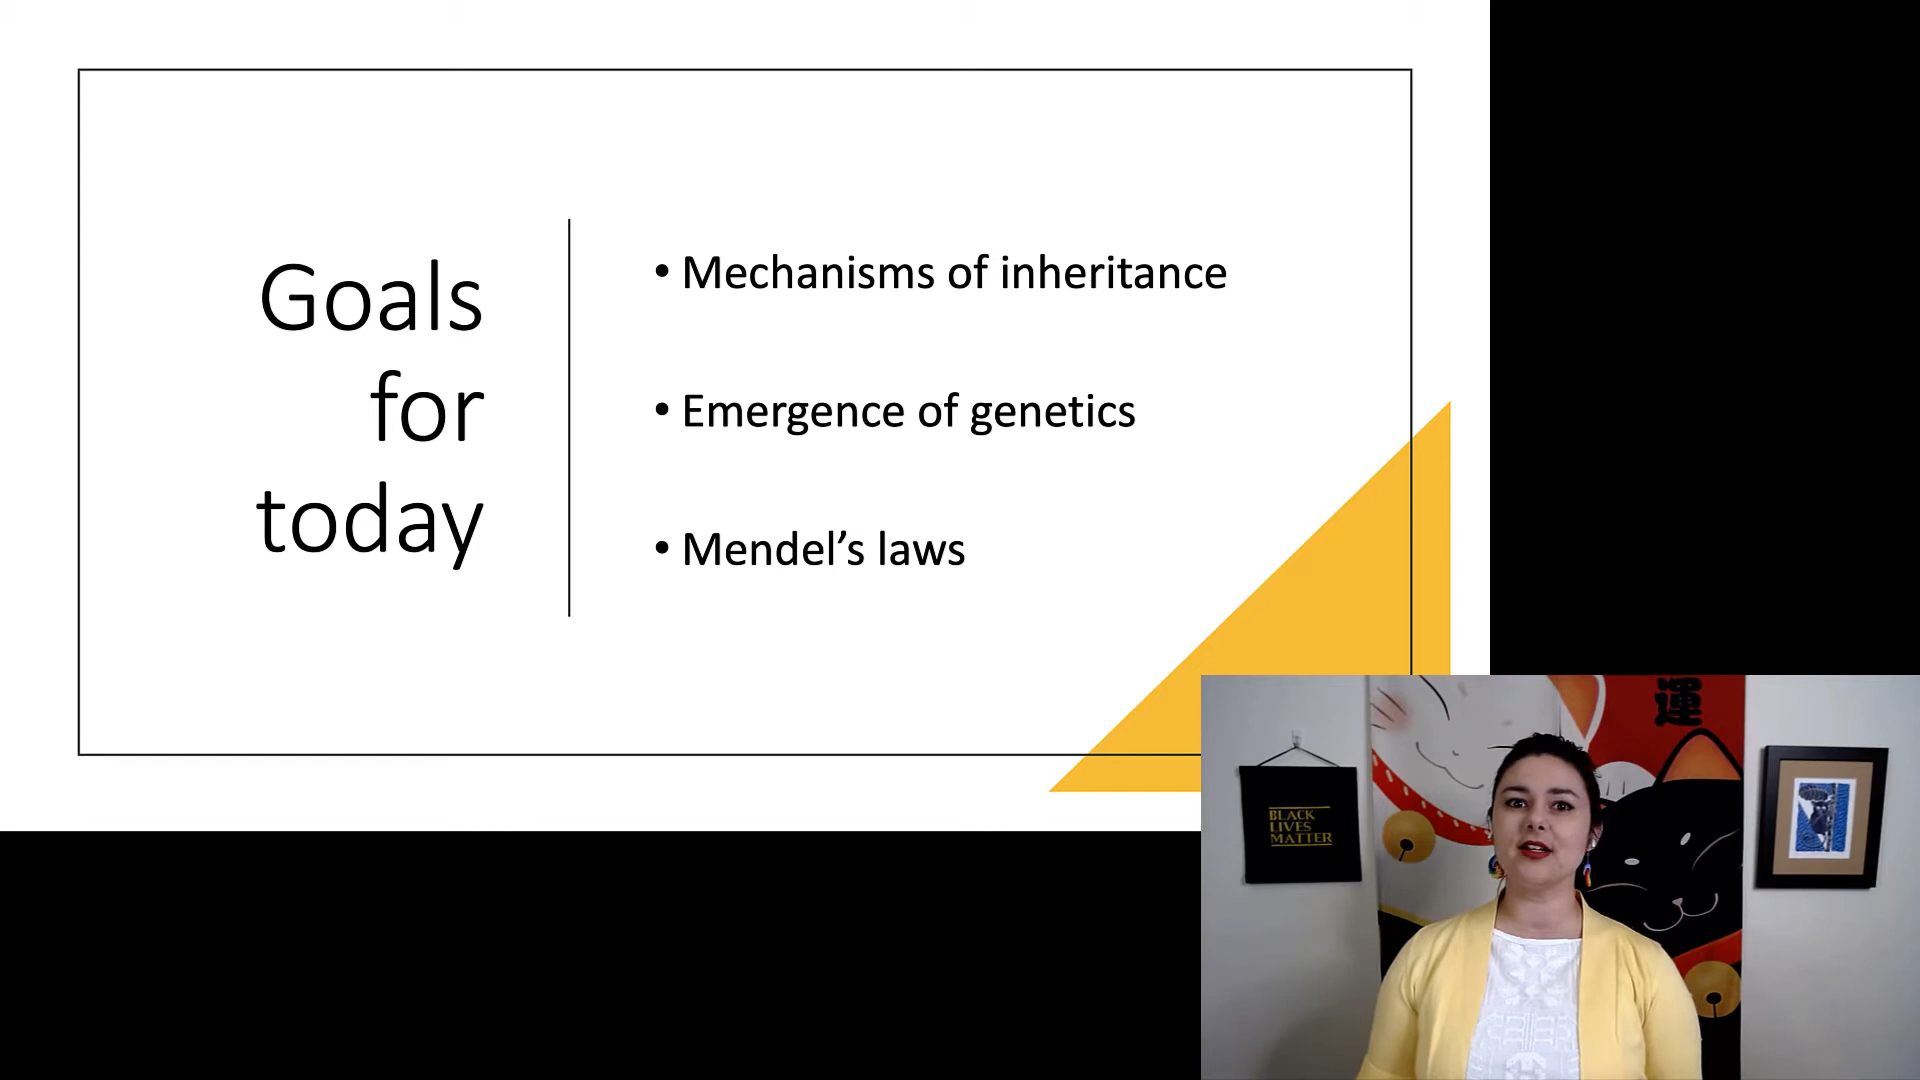 Goals
for
today
• Mechanisms of inheritance
• Emergence of genetics
• Mendel’s laws
運
BLACK
LIVES
MATTER